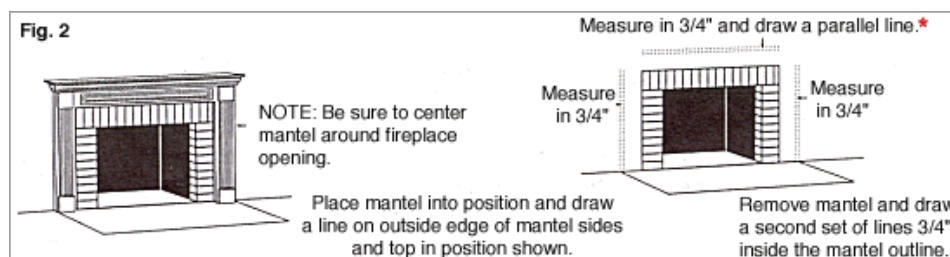 Fig. 2
Measure in 3/4" and draw a parallel line.*
NOTE: Be sure to center
mantel around fireplace
opening.
Measure
in 3/4"
Measure
in 3/4"
Place mantel into position and draw
a line on outside edge of mantel sides
and top in position shown.
Remove mantel and draw
a second set of lines 3/4"
inside the mantel outline.